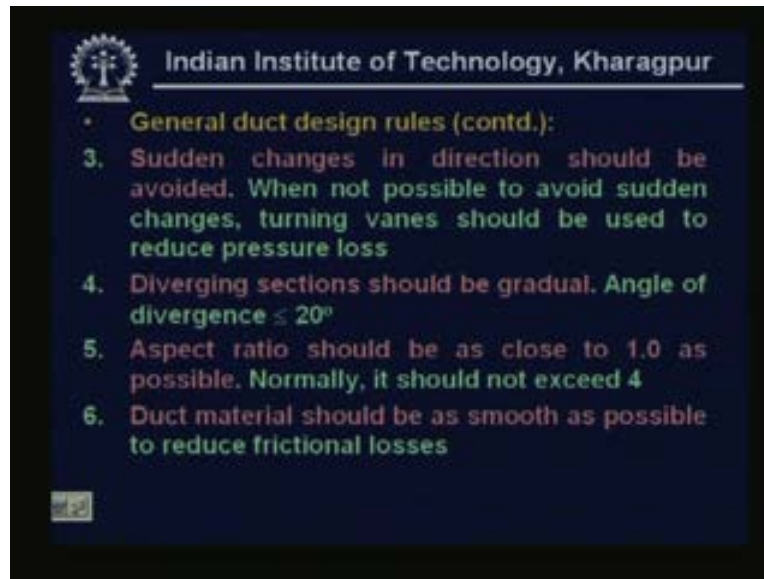 Indian Institute of Technology, Kharagpur
• General duct design rules (contd.):
3. Sudden changes in direction should be
avoided. When not possible to avoid sudden
changes, turning vanes should be used to
reduce pressure loss
4. Diverging sections should be gradual. Angle of
divergence ≤ 20º
5. Aspect ratio should be as close to 1.0 as
possible. Normally, it should not exceed 4
6. Duct material should be as smooth as possible
to reduce frictional losses